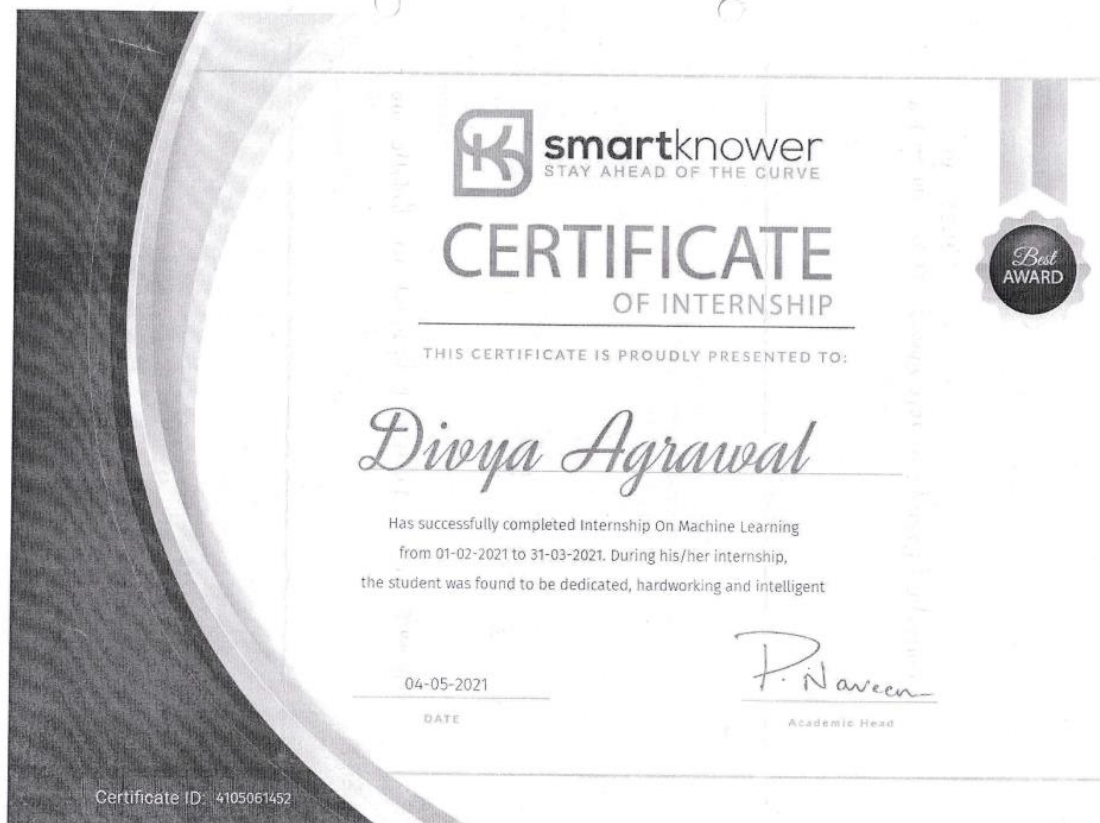 smartknower
STAY AHEAD OF THE CURVE
CERTIFICATE
OF INTERNSHIP
Best
AWARD
THIS CERTIFICATE IS PROUDLY PRESENTED TO:
Divya Agrawal
Has successfully completed Internship On Machine Learning
from 01-02-2021 to 31-03-2021. During his/her internship,
the student was found to be dedicated, hardworking and intelligent
04-05-2021
DATE
P. Naveen
Academic Head
Certificate ID: 4105061452